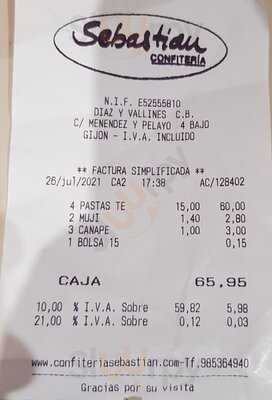 Sebastian
CONFITERÍA
N.I.F. E52555810
DIAZ Y VALLINES C.B.
C/ MENENDEZ Y PELAYO 4 BAJO
GIJON - I.V.A. INCLUIDO
** FACTURA SIMPLIFICADA **
26/jul/2021 CA2 17:38 AC/128402
4 PASTAS TE 15,00 60,00
2 MUJI 1,40 2,80
3 CANAPE 1,00 3,00
1 BOLSA 15 0,15
CAJA 65,95
10,00 % I.V.A. Sobre 59,82 5,98
21,00 % I.V.A. Sobre 0,12 0,03
www.confiteriasebastian.com-Tf,985364940
Gracias por su visita